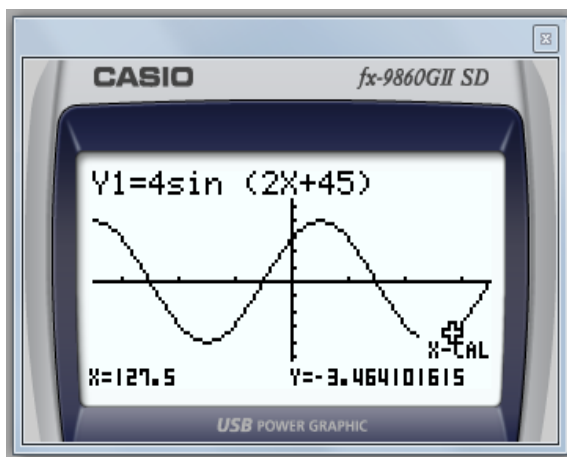 CASIO fx-9860GII SD
Y1=4sin (2X+45)
X-CAL
X=127.5 Y=-3.464101615
USB POWER GRAPHIC